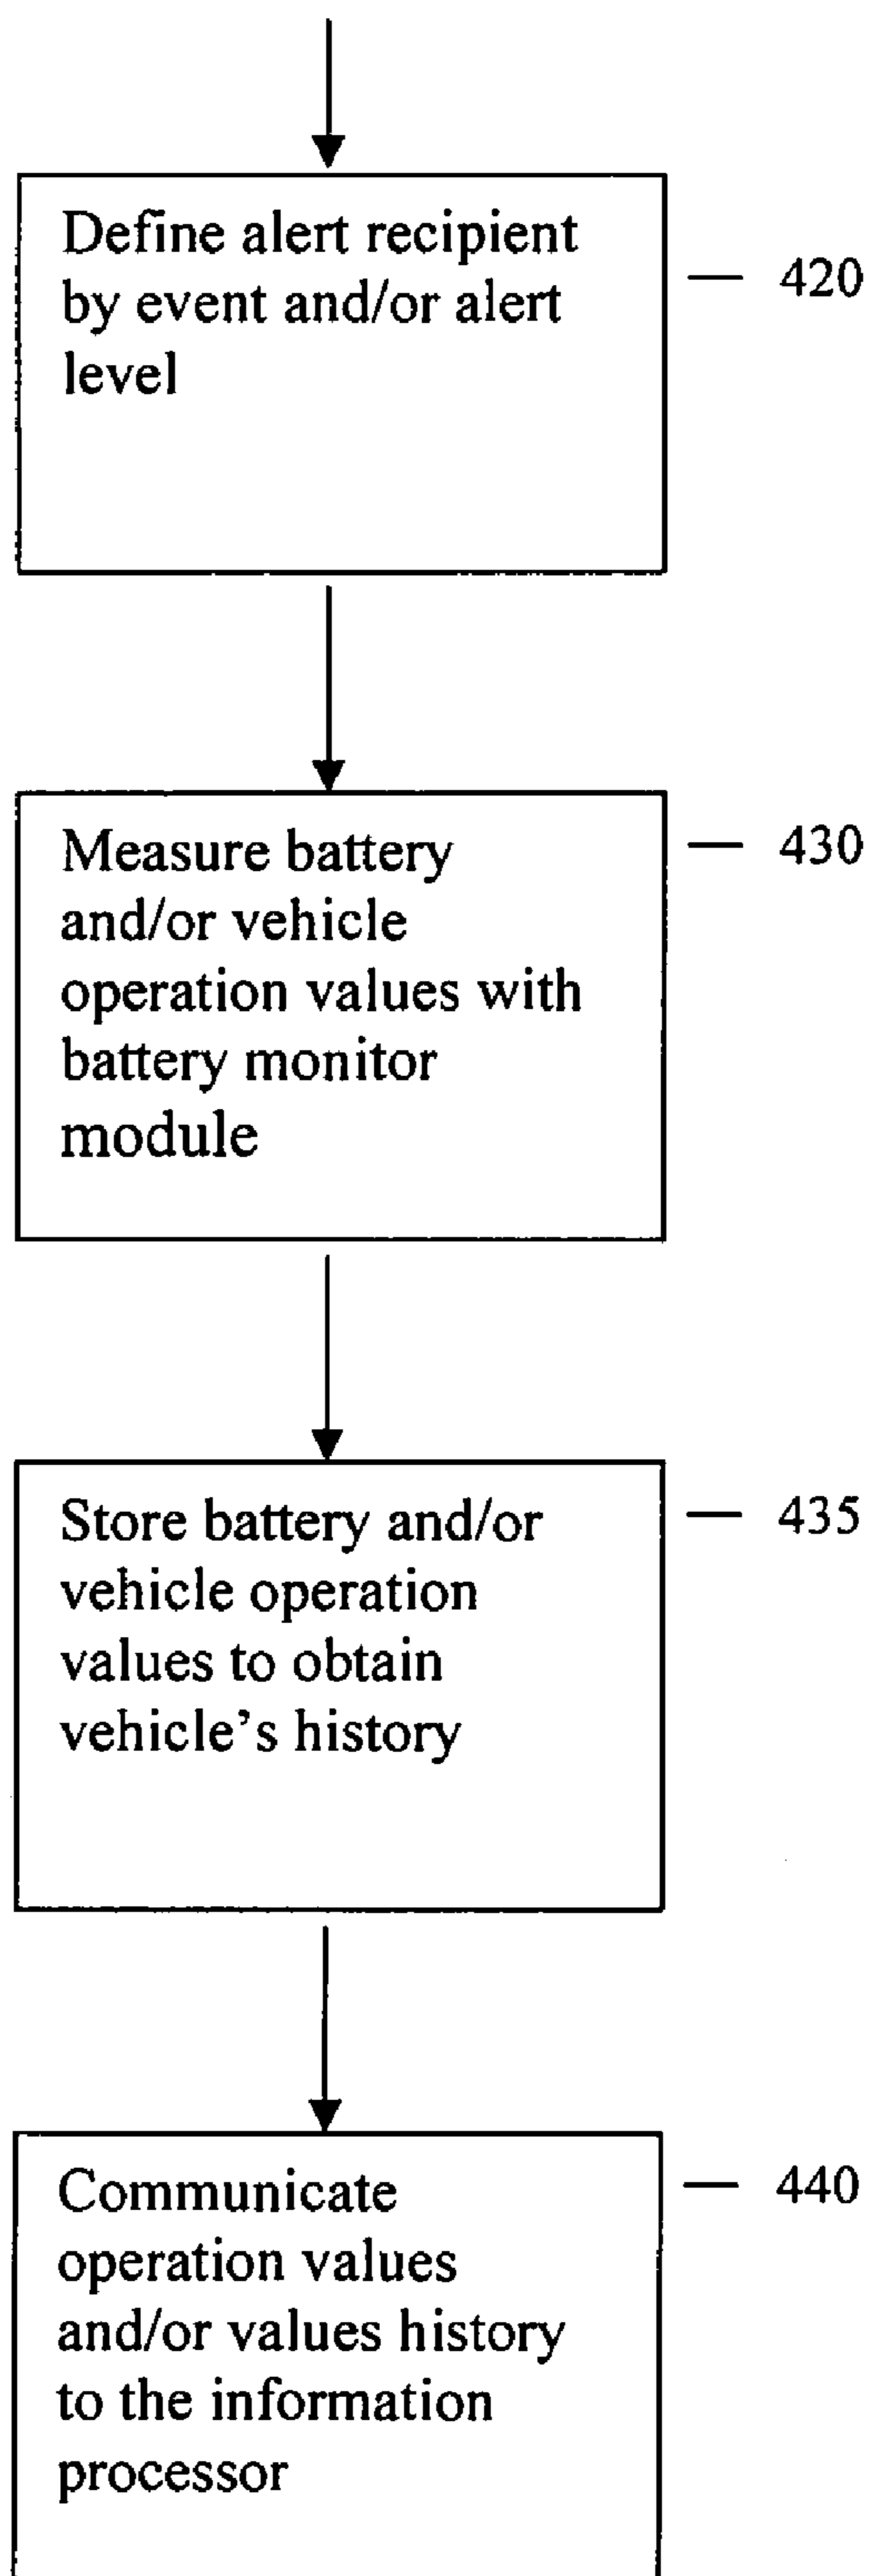 Define alert recipient
by event and/or alert
level
420
Measure battery
and/or vehicle
operation values with
battery monitor
module
430
Store battery and/or
vehicle operation
values to obtain
vehicle's history
435
Communicate
operation values
and/or values history
to the information
processor
440